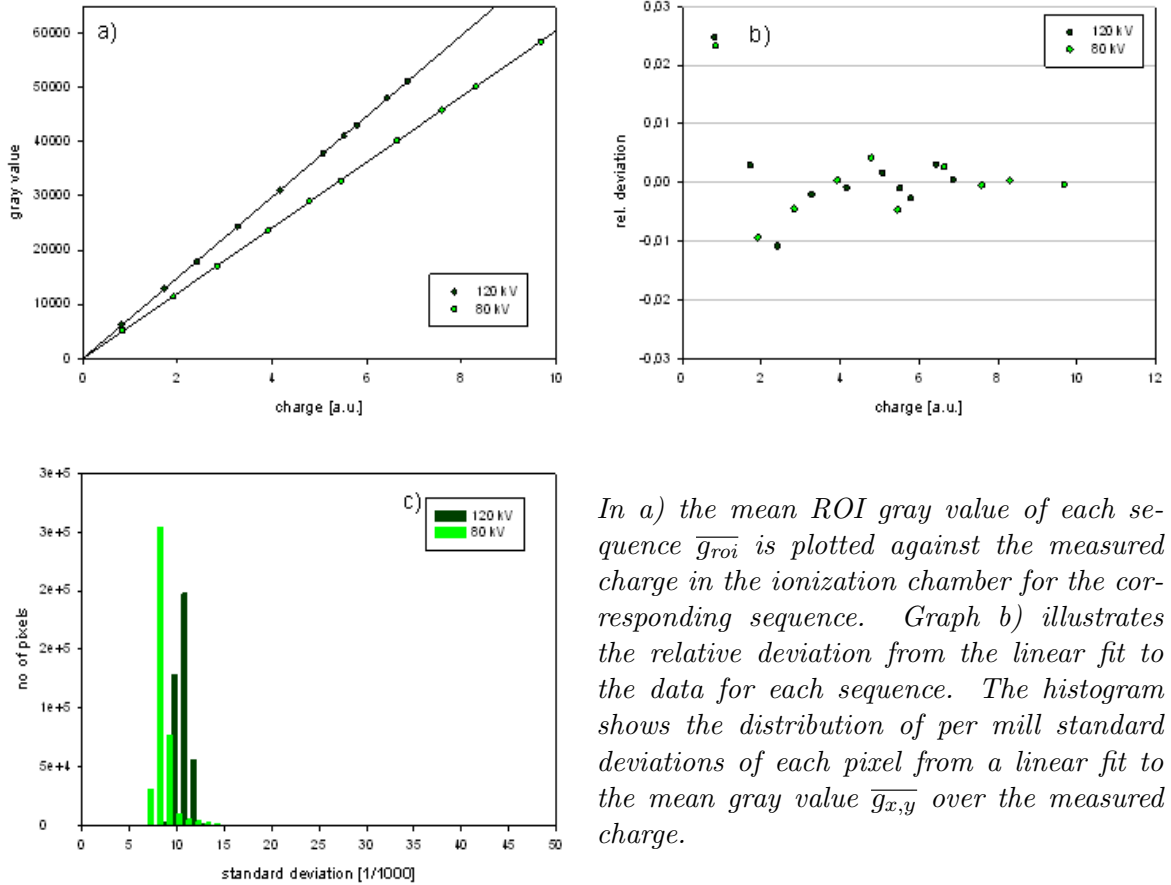 a)
60000
50000
40000
30000
20000
10000
0
gray value
120 kV
80 kV
0 2 4 6 8 10
charge [a.u.]
b)
120 kV
80 kV
0,03
0,02
0,01
0,00
-0,01
-0,02
-0,03
rel. deviation
0 2 4 6 8 10 12
charge [a.u.]
c)
120 kV
80 kV
3e+5
3e+5
2e+5
2e+5
1e+5
5e+4
0
no of pixels
0 5 10 15 20 25 30 35 40 45 50
standard deviation [1/1000]
In a) the mean ROI gray value of each se-
quence g_{roi} is plotted against the measured
charge in the ionization chamber for the cor-
responding sequence. Graph b) illustrates
the relative deviation from the linear fit to
the data for each sequence. The histogram
shows the distribution of per mill standard
deviations of each pixel from a linear fit to
the mean gray value g_{x,y} over the measured
charge.